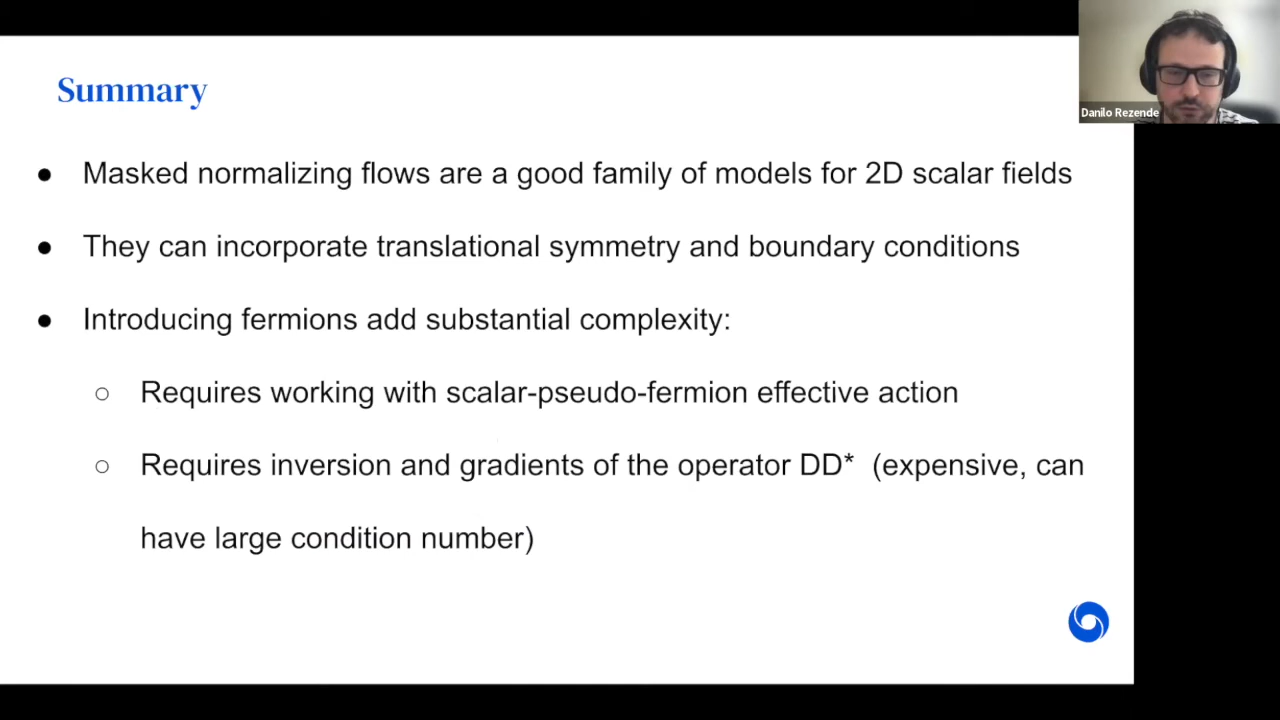 Summary
Danilo Rezende
● Masked normalizing flows are a good family of models for 2D scalar fields
● They can incorporate translational symmetry and boundary conditions
● Introducing fermions add substantial complexity:
○ Requires working with scalar-pseudo-fermion effective action
○ Requires inversion and gradients of the operator DD* (expensive, can
have large condition number)